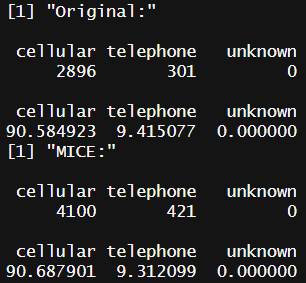 [1] "Original:"
cellular telephone unknown
2896 301 0
cellular telephone unknown
90.584923 9.415077 0.000000
[1] "MICE:"
cellular telephone unknown
4100 421 0
cellular telephone unknown
90.687901 9.312099 0.000000